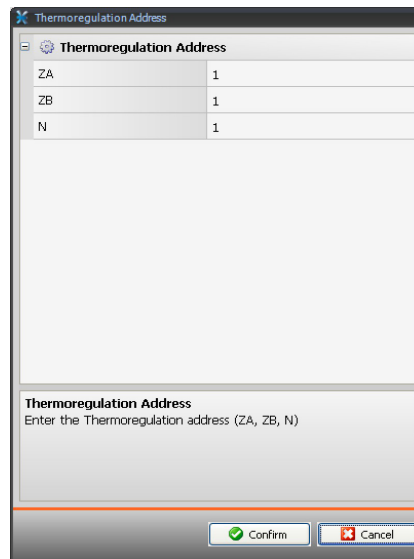 Thermoregulation Address
Thermoregulation Address
ZA 1
ZB 1
N 1
Thermoregulation Address
Enter the Thermoregulation address (ZA, ZB, N)
Confirm Cancel